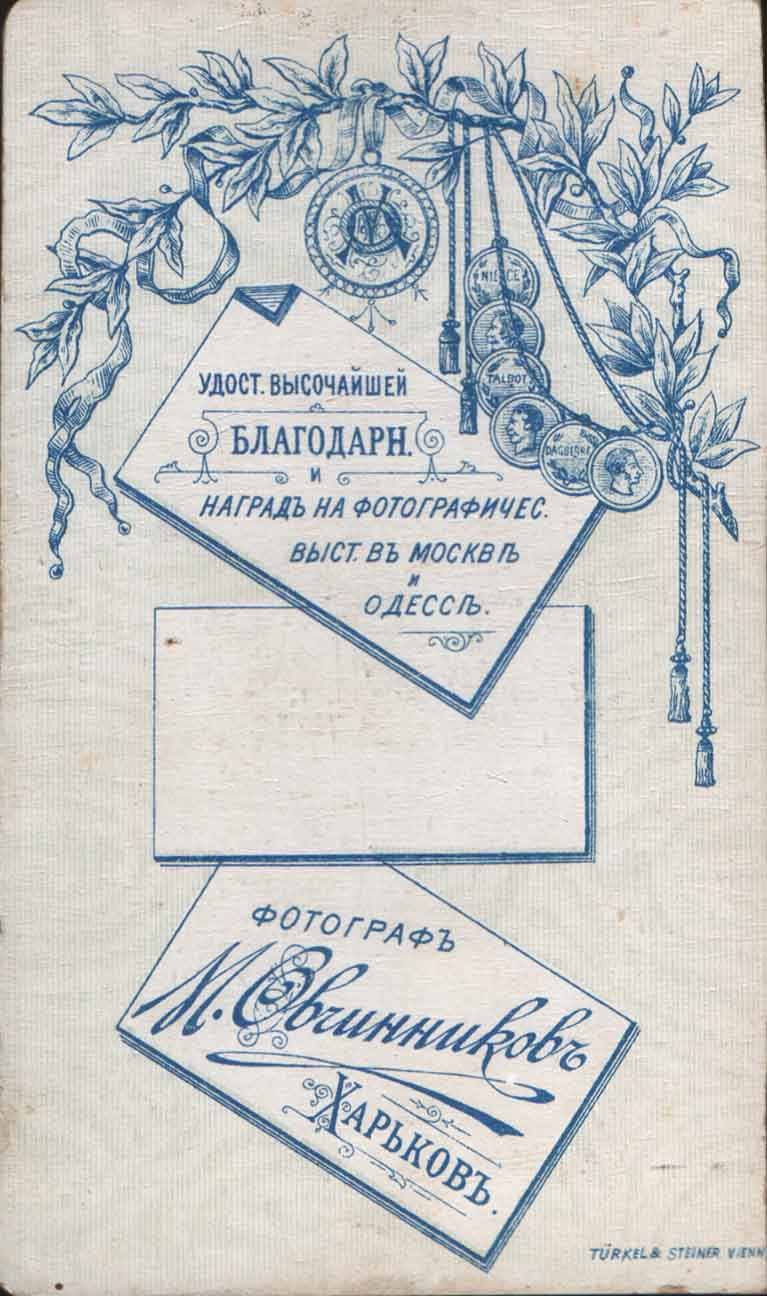 NIEPCE
TALBOT
DAGUERRE
УДОСТ. ВЫСОЧАЙШЕЙ
БЛАГОДАРН.
И
НАГРАДЪ НА ФОТОГРАФИЧЕС.
ВЫСТ. ВЪ МОСКВѢ
И
ОДЕССѢ.
ФОТОГРАФЪ
М. Овчинниковъ
ХАРЬКОВЪ.
TÜRKEL & STEINER. VIENN